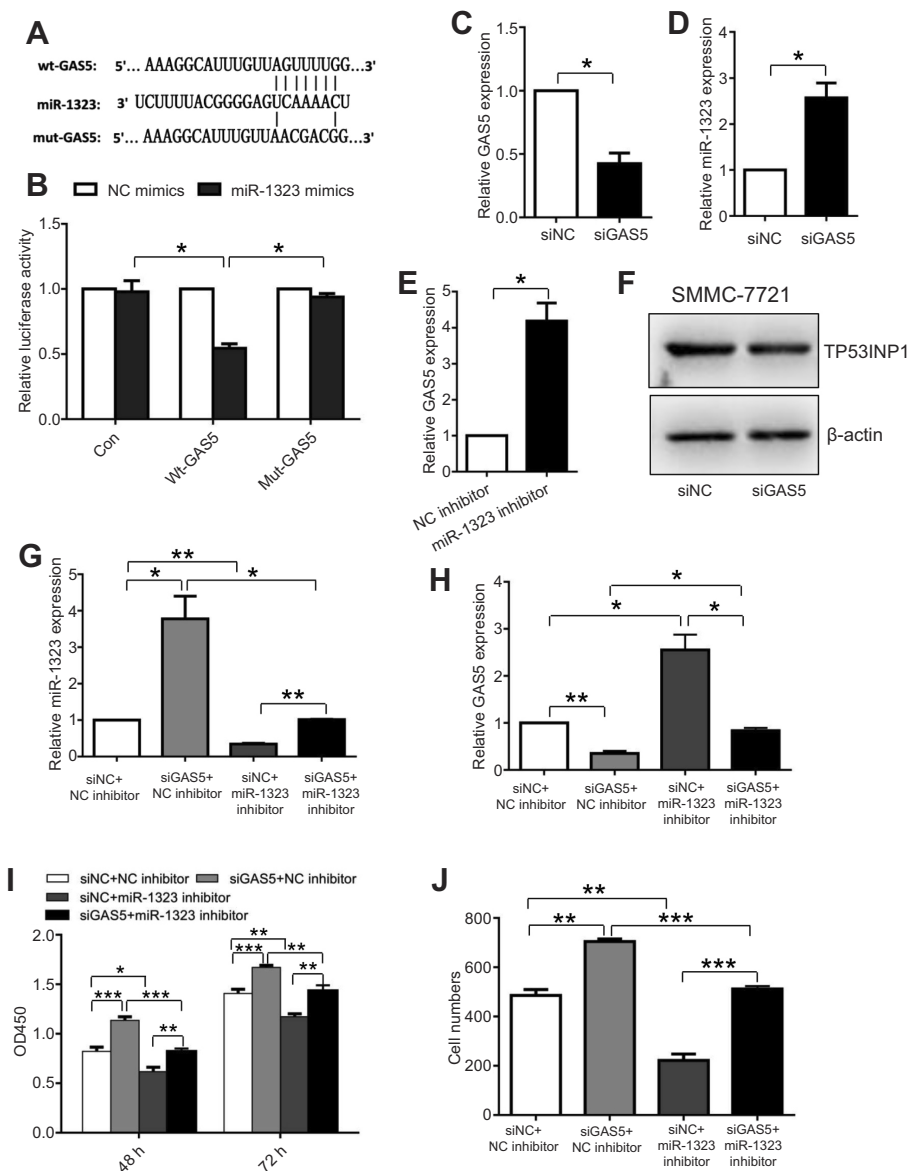 A
wt-GAS5: 5'... AAAGGCAUUUGUUAGUUUUGG...3'
miR-1323: 3' UCUUUUACGGGGAGUCAAAACU
mut-GAS5: 5'... AAAGGCAUUUGUUAACGACGG...3'
B
NC mimics miR-1323 mimics
Relative luciferase activity
1.5
1.0
0.5
0.0
* *
Con Wt-GAS5 Mut-GAS5
C
Relative GAS5 expression
1.5
1.0
0.5
0.0
*
siNC siGAS5
D
Relative miR-1323 expression
4
3
2
1
0
*
siNC siGAS5
E
Relative GAS5 expression
5
4
3
2
1
0
*
NC inhibitor miR-1323 inhibitor
F
SMMC-7721
TP53INP1
β-actin
siNC siGAS5
G
Relative miR-1323 expression
5
4
3
2
1
0
**
* *
**
siNC+ NC inhibitor
siGAS5+ NC inhibitor
siNC+ miR-1323 inhibitor
siGAS5+ miR-1323 inhibitor
H
Relative GAS5 expression
4
3
2
1
0
*
* *
**
siNC+ NC inhibitor
siGAS5+ NC inhibitor
siNC+ miR-1323 inhibitor
siGAS5+ miR-1323 inhibitor
I
siNC+NC inhibitor siGAS5+NC inhibitor
siNC+miR-1323 inhibitor
siGAS5+miR-1323 inhibitor
OD450
2.0
1.5
1.0
0.5
0.0
*
*** ***
**
**
*** **
**
48 h 72 h
J
Cell numbers
800
600
400
200
0
**
** ***
***
siNC+ NC inhibitor
siGAS5+ NC inhibitor
siNC+ miR-1323 inhibitor
siGAS5+ miR-1323 inhibitor